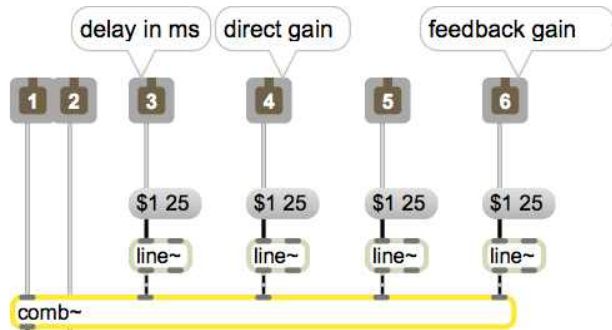 delay in ms direct gain feedback gain
1 2 3 4 5 6
$1 25 $1 25 $1 25 $1 25
line~ line~ line~ line~
comb~